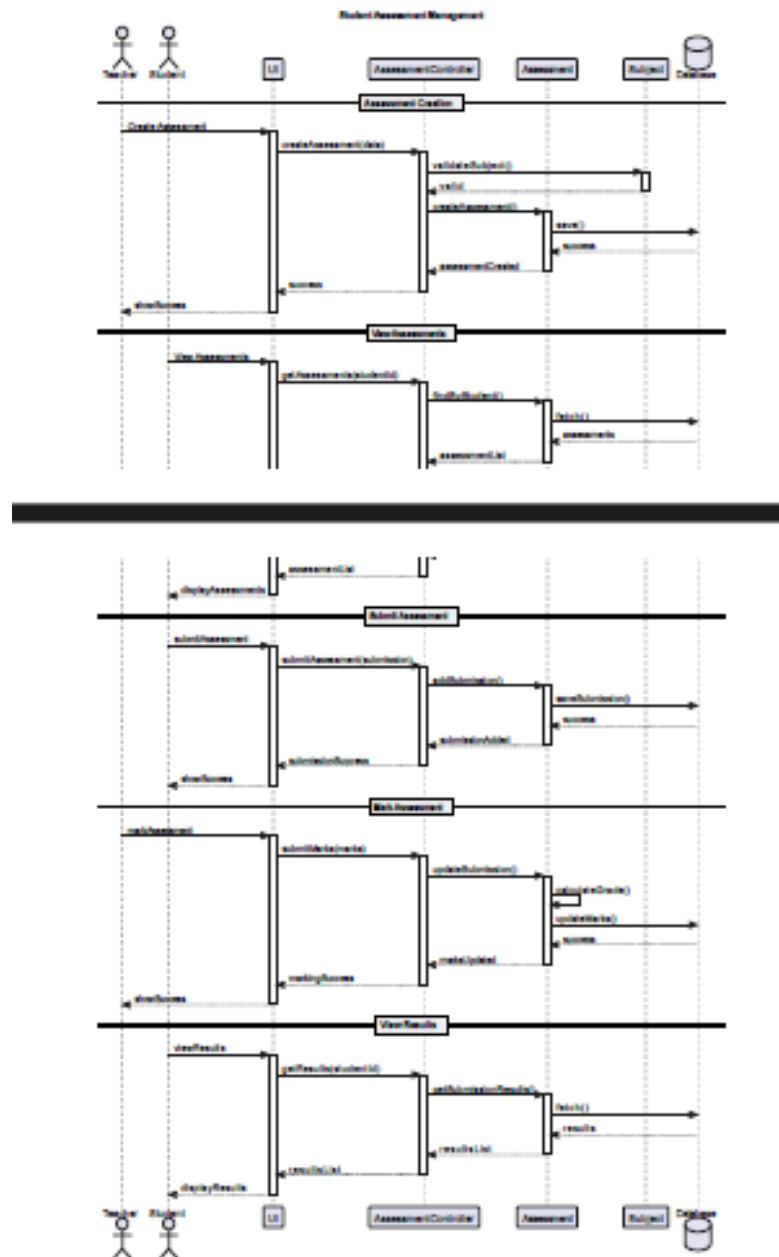 Student Assessment Management
Teacher Student UI AssessmentController Assessment Subject Database
Assessment Creation
Create Assessment
createAssessment(data)
validateSubject()
valid
createAssessment()
save()
success
assessmentCreated
success
showSuccess
View Assessments
View Assessments
getAssessments(studentId)
findByStudent()
fetch()
assessments
assessmentList
assessmentList
displayAssessments
Submit Assessment
submitAssessment
submitAssessment(submission)
addSubmission()
saveSubmission()
success
submissionAdded
submissionSuccess
showSuccess
Mark Assessment
markAssessment
submitMarks(marks)
updateSubmission()
calculateGrade()
updateMarks()
success
marksUpdated
markingSuccess
showSuccess
View Results
viewResults
getResults(studentId)
getSubmissionResults()
fetch()
results
resultsList
resultsList
displayResults
Teacher Student UI AssessmentController Assessment Subject Database